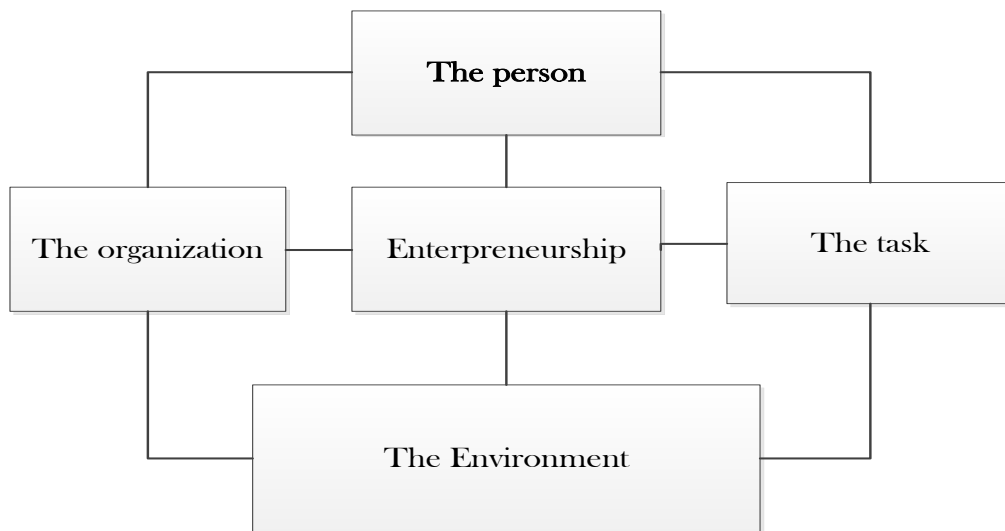 The person
The organization
Enterpreneurship
The task
The Environment